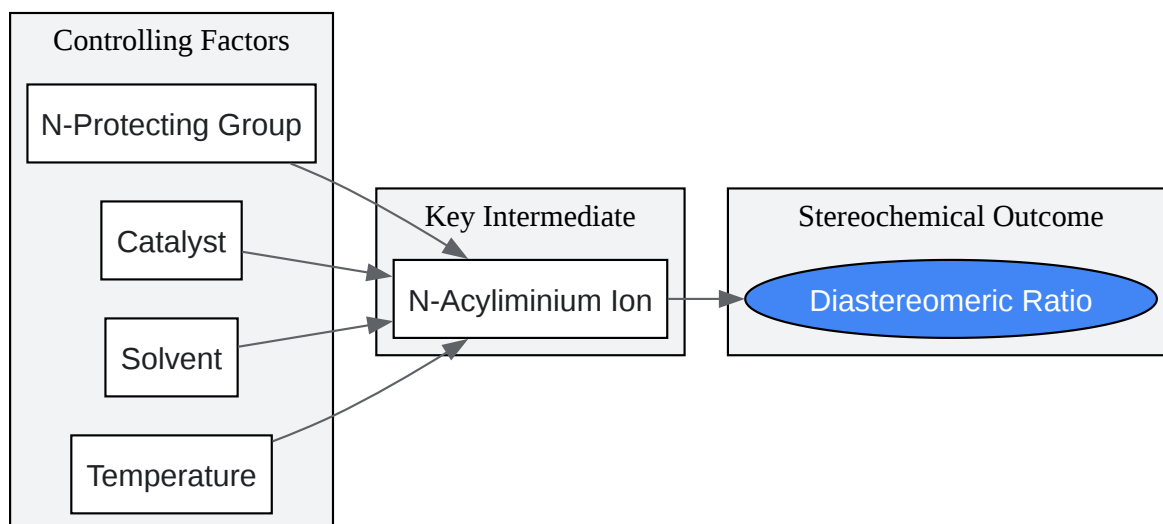 Controlling Factors
N-Protecting Group
Catalyst
Solvent
Temperature
Key Intermediate
N-Acyliminium Ion
Stereochemical Outcome
Diastereomeric Ratio